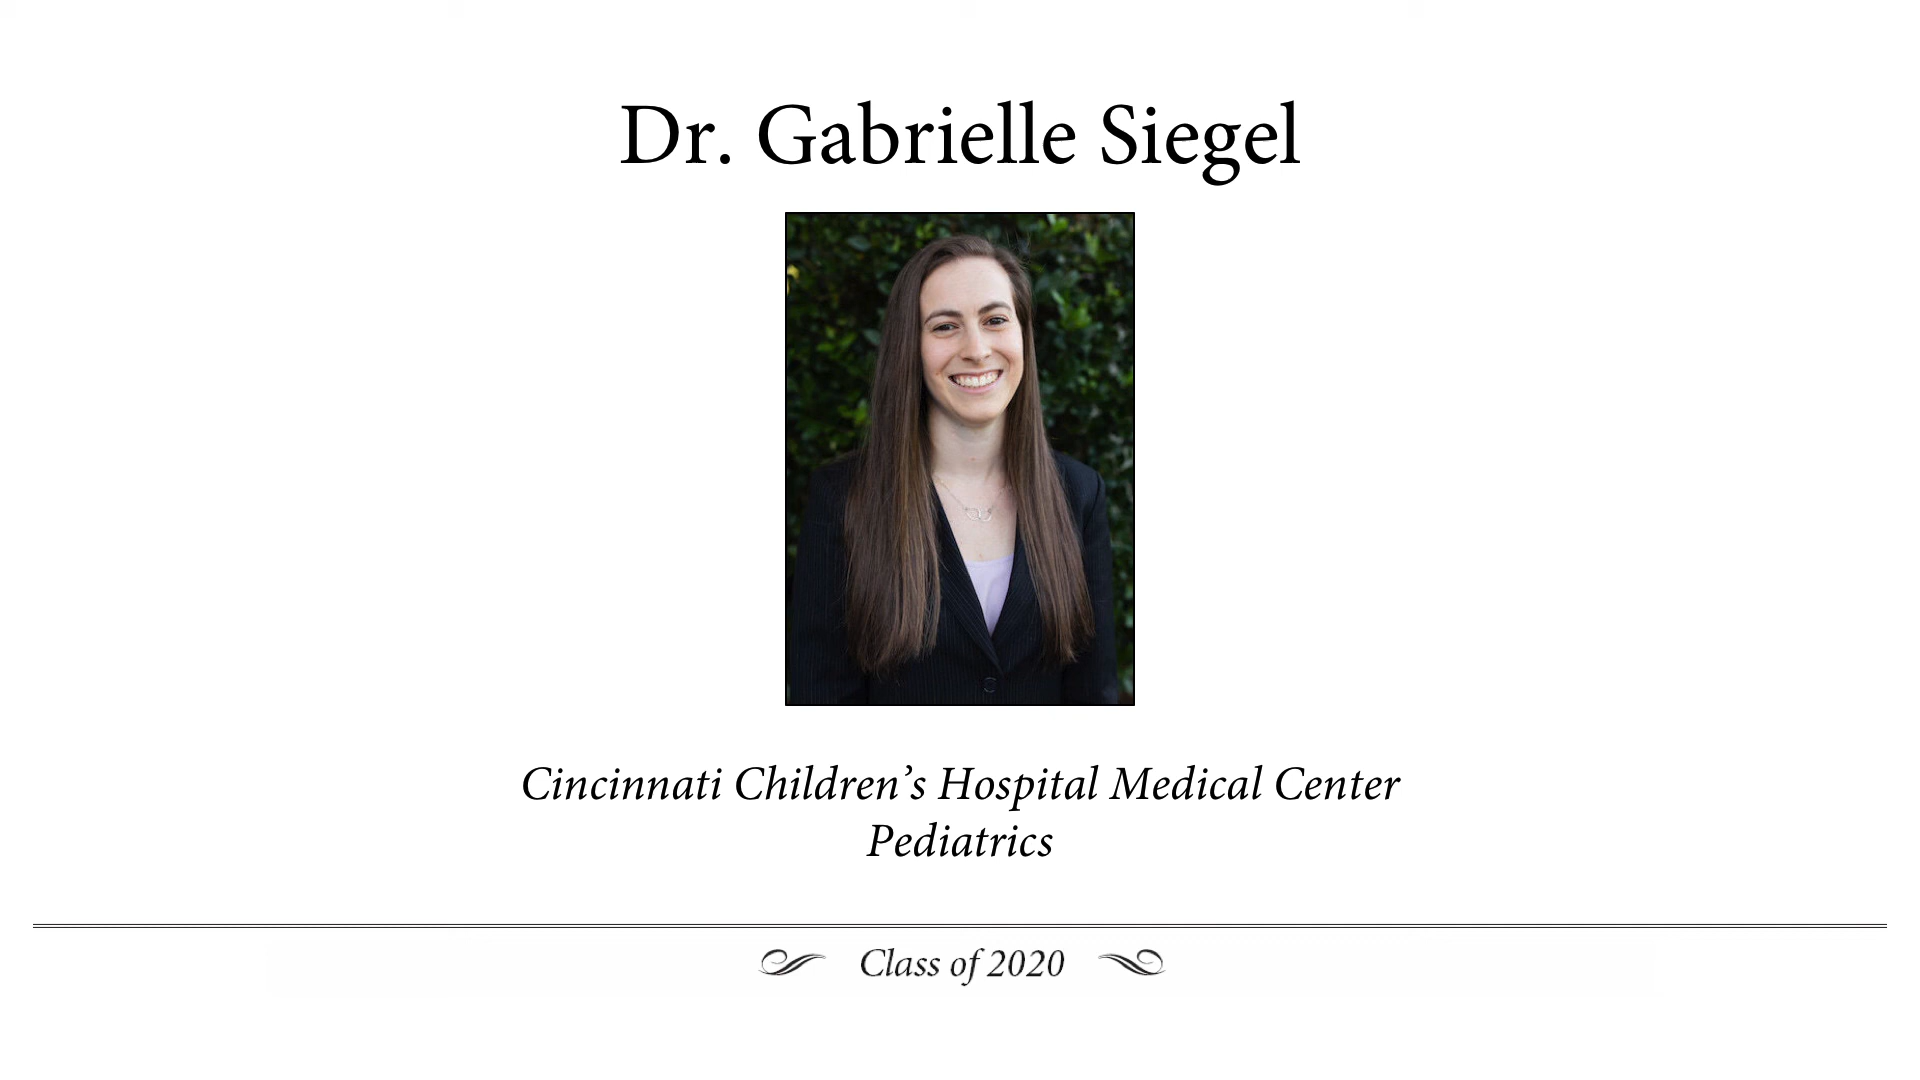 Dr. Gabrielle Siegel
Cincinnati Children’s Hospital Medical Center
Pediatrics
Class of 2020